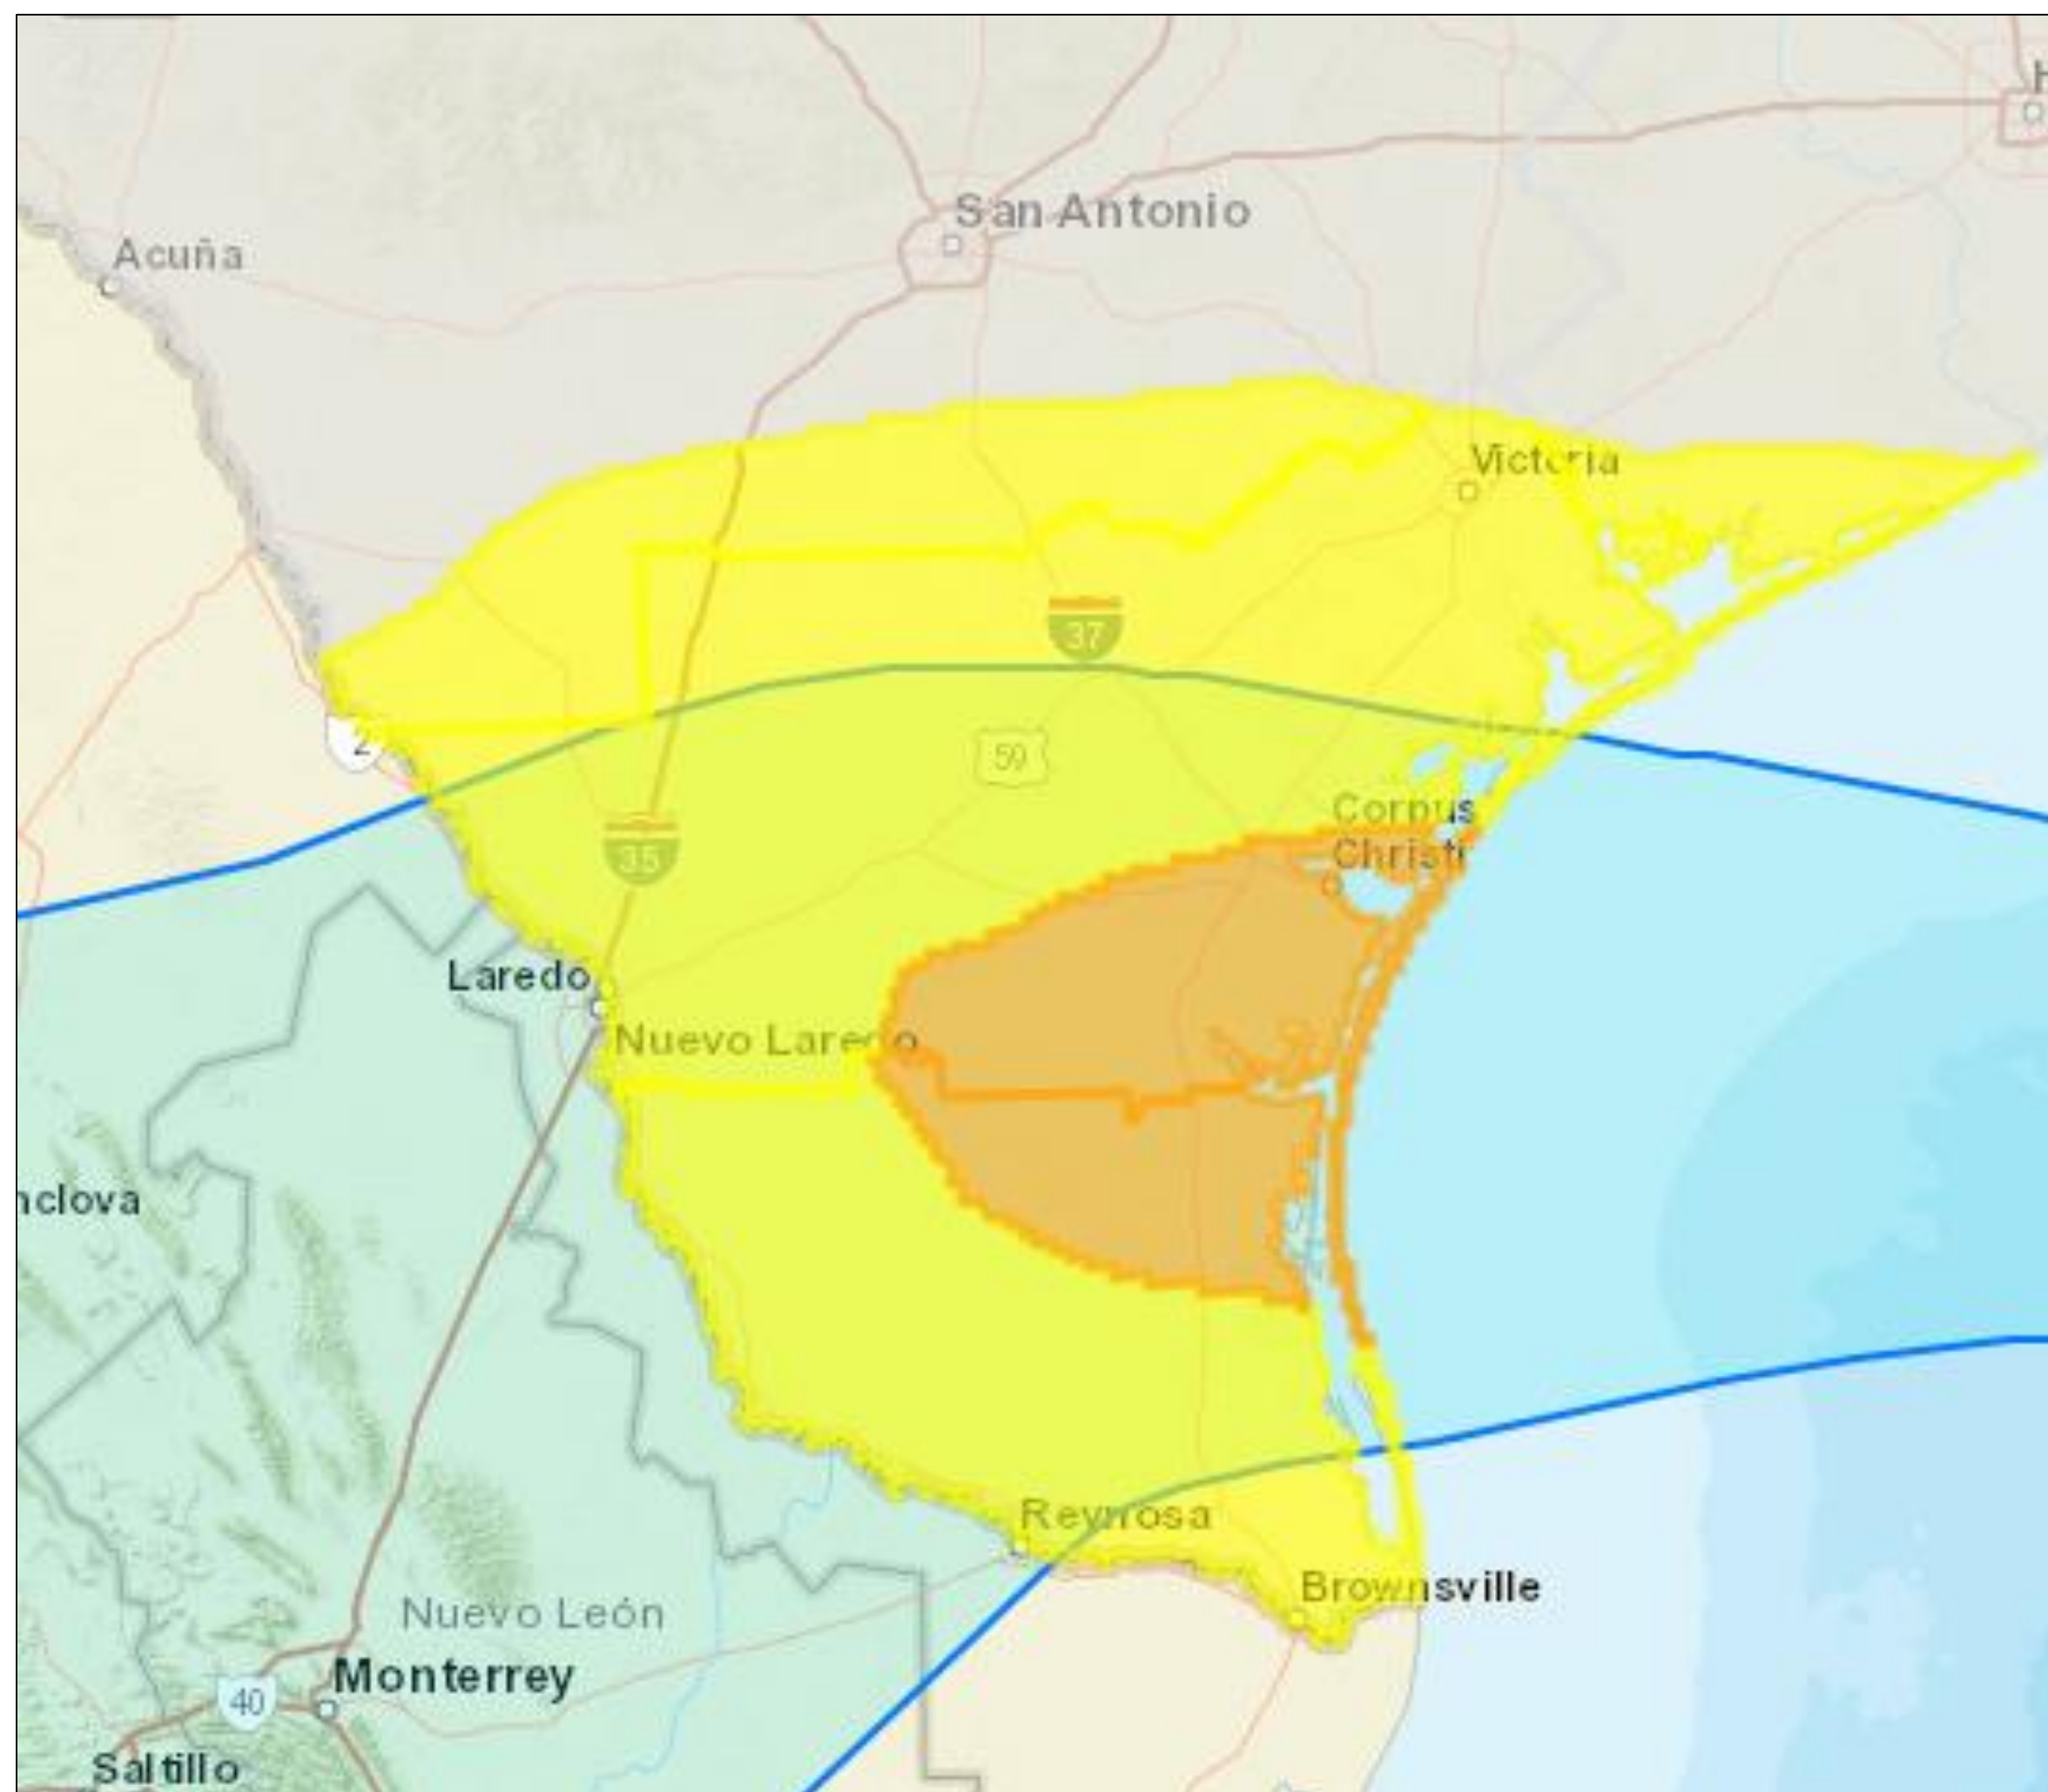 San Antonio
Acuña
Victoria
37
2
59
Corpus
Christi
35
Laredo
Nuevo Laredo
nclova
Reynosa
Brownsville
Nuevo León
Monterrey
40
Saltillo